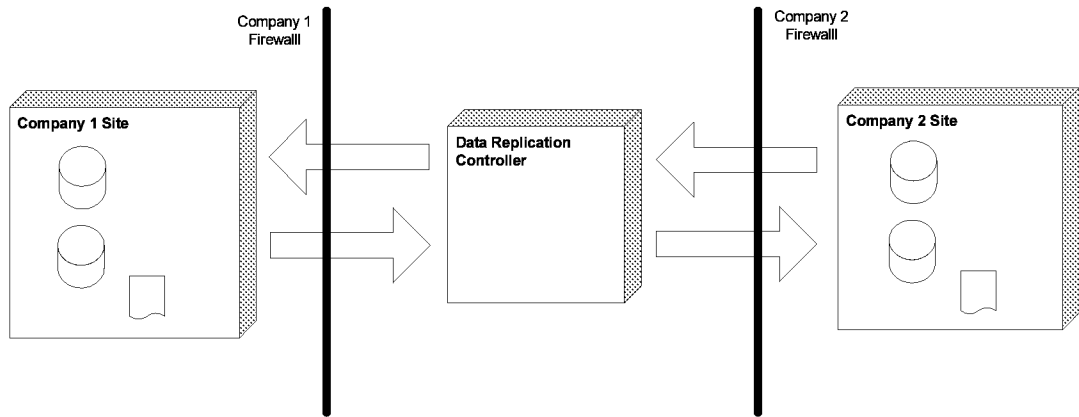 Company 1
Firewalll
Company 2
Firewalll
Company 1 Site
Data Replication
Controller
Company 2 Site